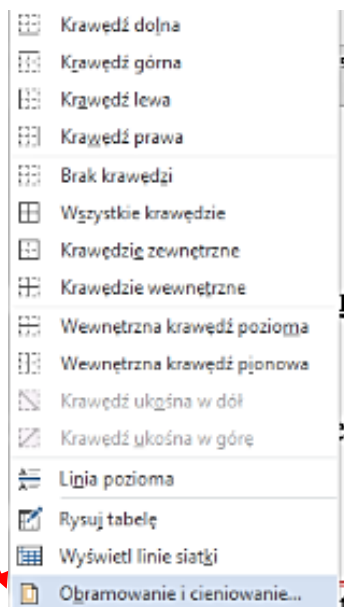 Krawędź dolna
Krawędź górna
Krawędź lewa
Krawędź prawa
Brak krawędzi
Wszystkie krawędzie
Krawędzie zewnętrzne
Krawędzie wewnętrzne
Wewnętrzna krawędź pozioma
Wewnętrzna krawędź pionowa
Krawędź ukośna w dół
Krawędź ukośna w górę
Linia pozioma
Rysuj tabelę
Wyświetl linie siatki
Obramowanie i cieniowanie...